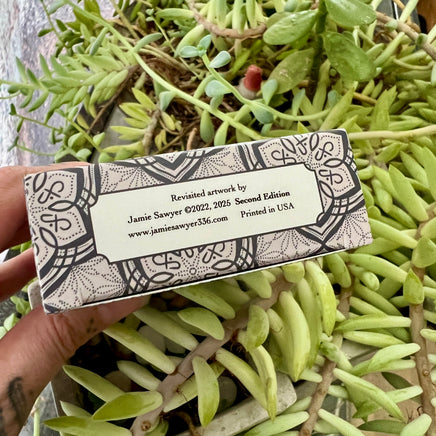 Revisited artwork by
Jamie Sawyer ©2022, 2025 Second Edition
www.jamiesawyer336.com Printed in USA